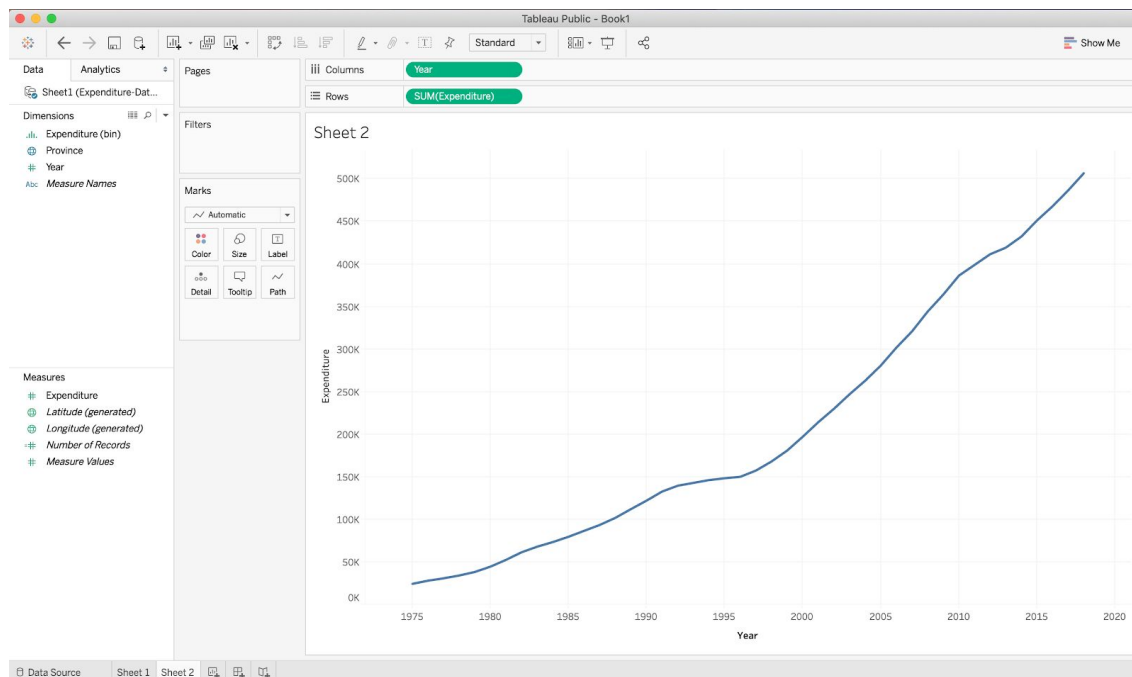 Tableau Public - Book1
Standard
Show Me
Data Analytics
Sheet1 (Expenditure-Dat...
Dimensions
Expenditure (bin)
Province
Year
Abc Measure Names
Measures
Expenditure
Latitude (generated)
Longitude (generated)
Number of Records
Measure Values
Pages
Filters
Marks
Automatic
Color Size Label
Detail Tooltip Path
Columns Year
Rows SUM(Expenditure)
Sheet 2
500K
450K
400K
350K
300K
250K
200K
150K
100K
50K
0K
Expenditure
1975 1980 1985 1990 1995 2000 2005 2010 2015 2020
Year
Data Source Sheet 1 Sheet 2